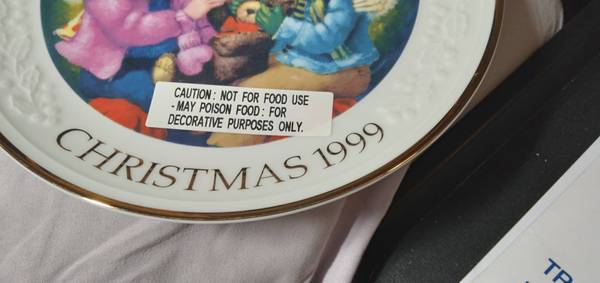 CAUTION: NOT FOR FOOD USE
-MAY POISON FOOD: FOR
DECORATIVE PURPOSES ONLY.
CHRISTMAS 1999